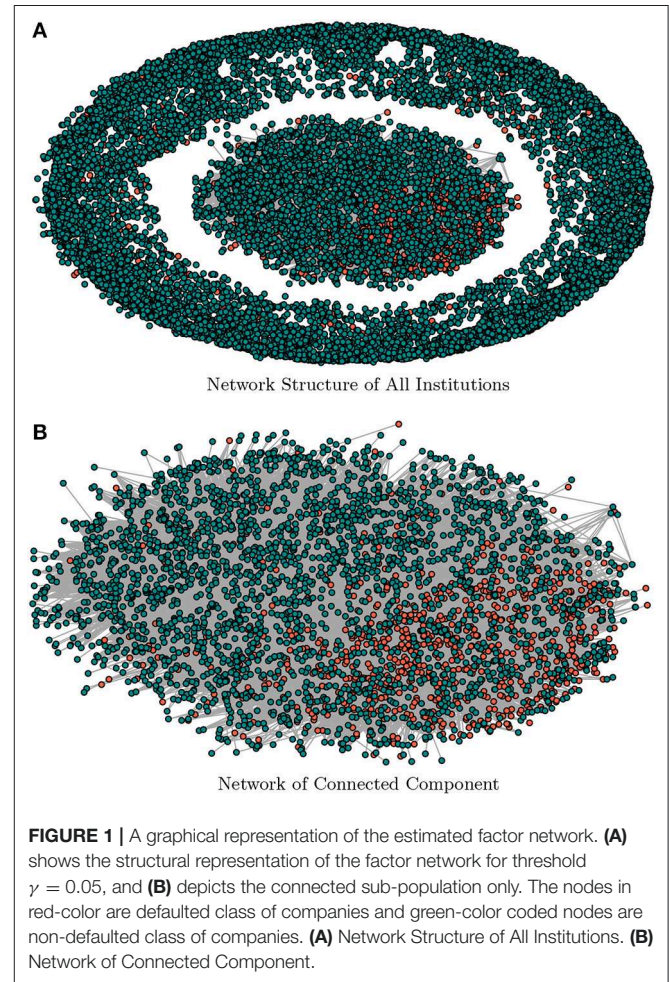 A
Network Structure of All Institutions
B
Network of Connected Component
FIGURE 1 | A graphical representation of the estimated factor network. (A)
shows the structural representation of the factor network for threshold
γ = 0.05, and (B) depicts the connected sub-population only. The nodes in
red-color are defaulted class of companies and green-color coded nodes are
non-defaulted class of companies. (A) Network Structure of All Institutions. (B)
Network of Connected Component.